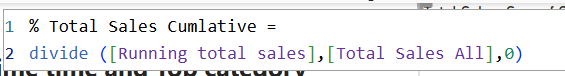 1 % Total Sales Cumlative =
2 divide ([Running total sales],[Total Sales All],0)